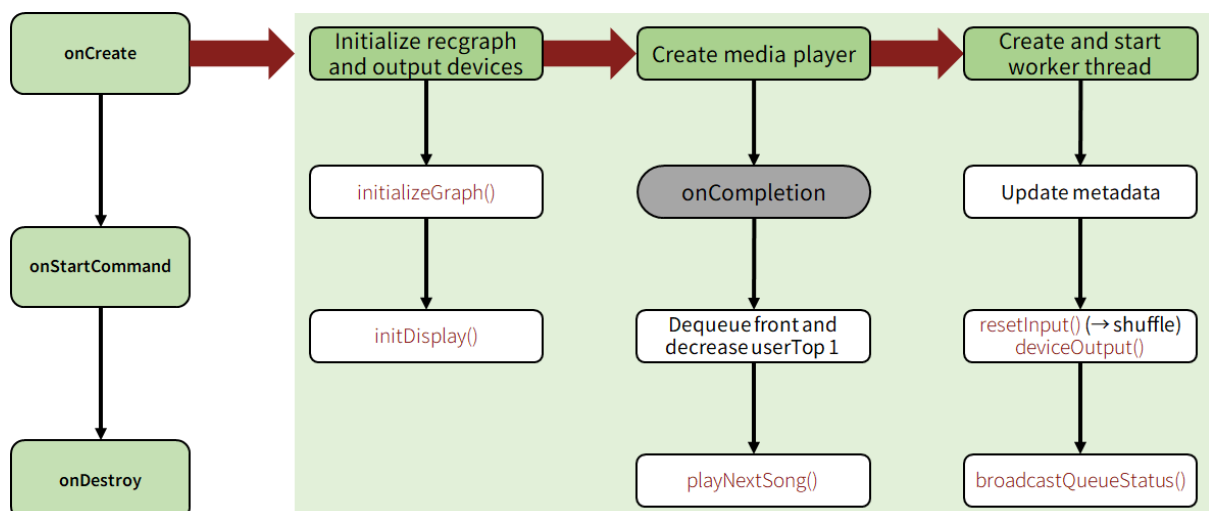 onCreate
Initialize recgraph
and output devices
Create media player
Create and start
worker thread
initializeGraph()
onCompletion
Update metadata
onStartCommand
initDisplay()
Dequeue front and
decrease userTop 1
resetInput() (→ shuffle)
deviceOutput()
onDestroy
playNextSong()
broadcastQueueStatus()